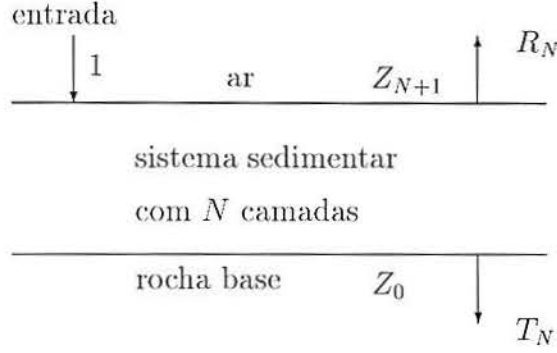 entrada
1
ar
Z_{N+1}
R_N
sistema sedimentar
com N camadas
rocha base
Z_0
T_N